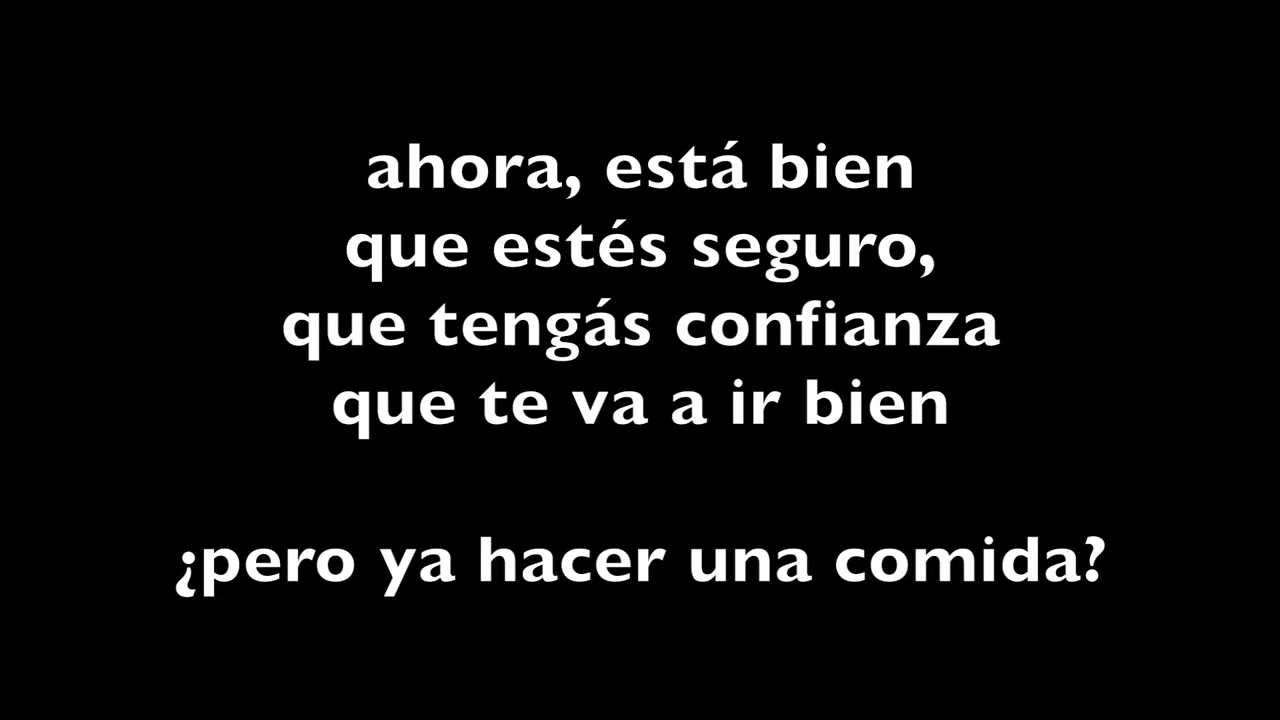 ahora, está bien
que estés seguro,
que tengás confianza
que te va a ir bien
¿pero ya hacer una comida?